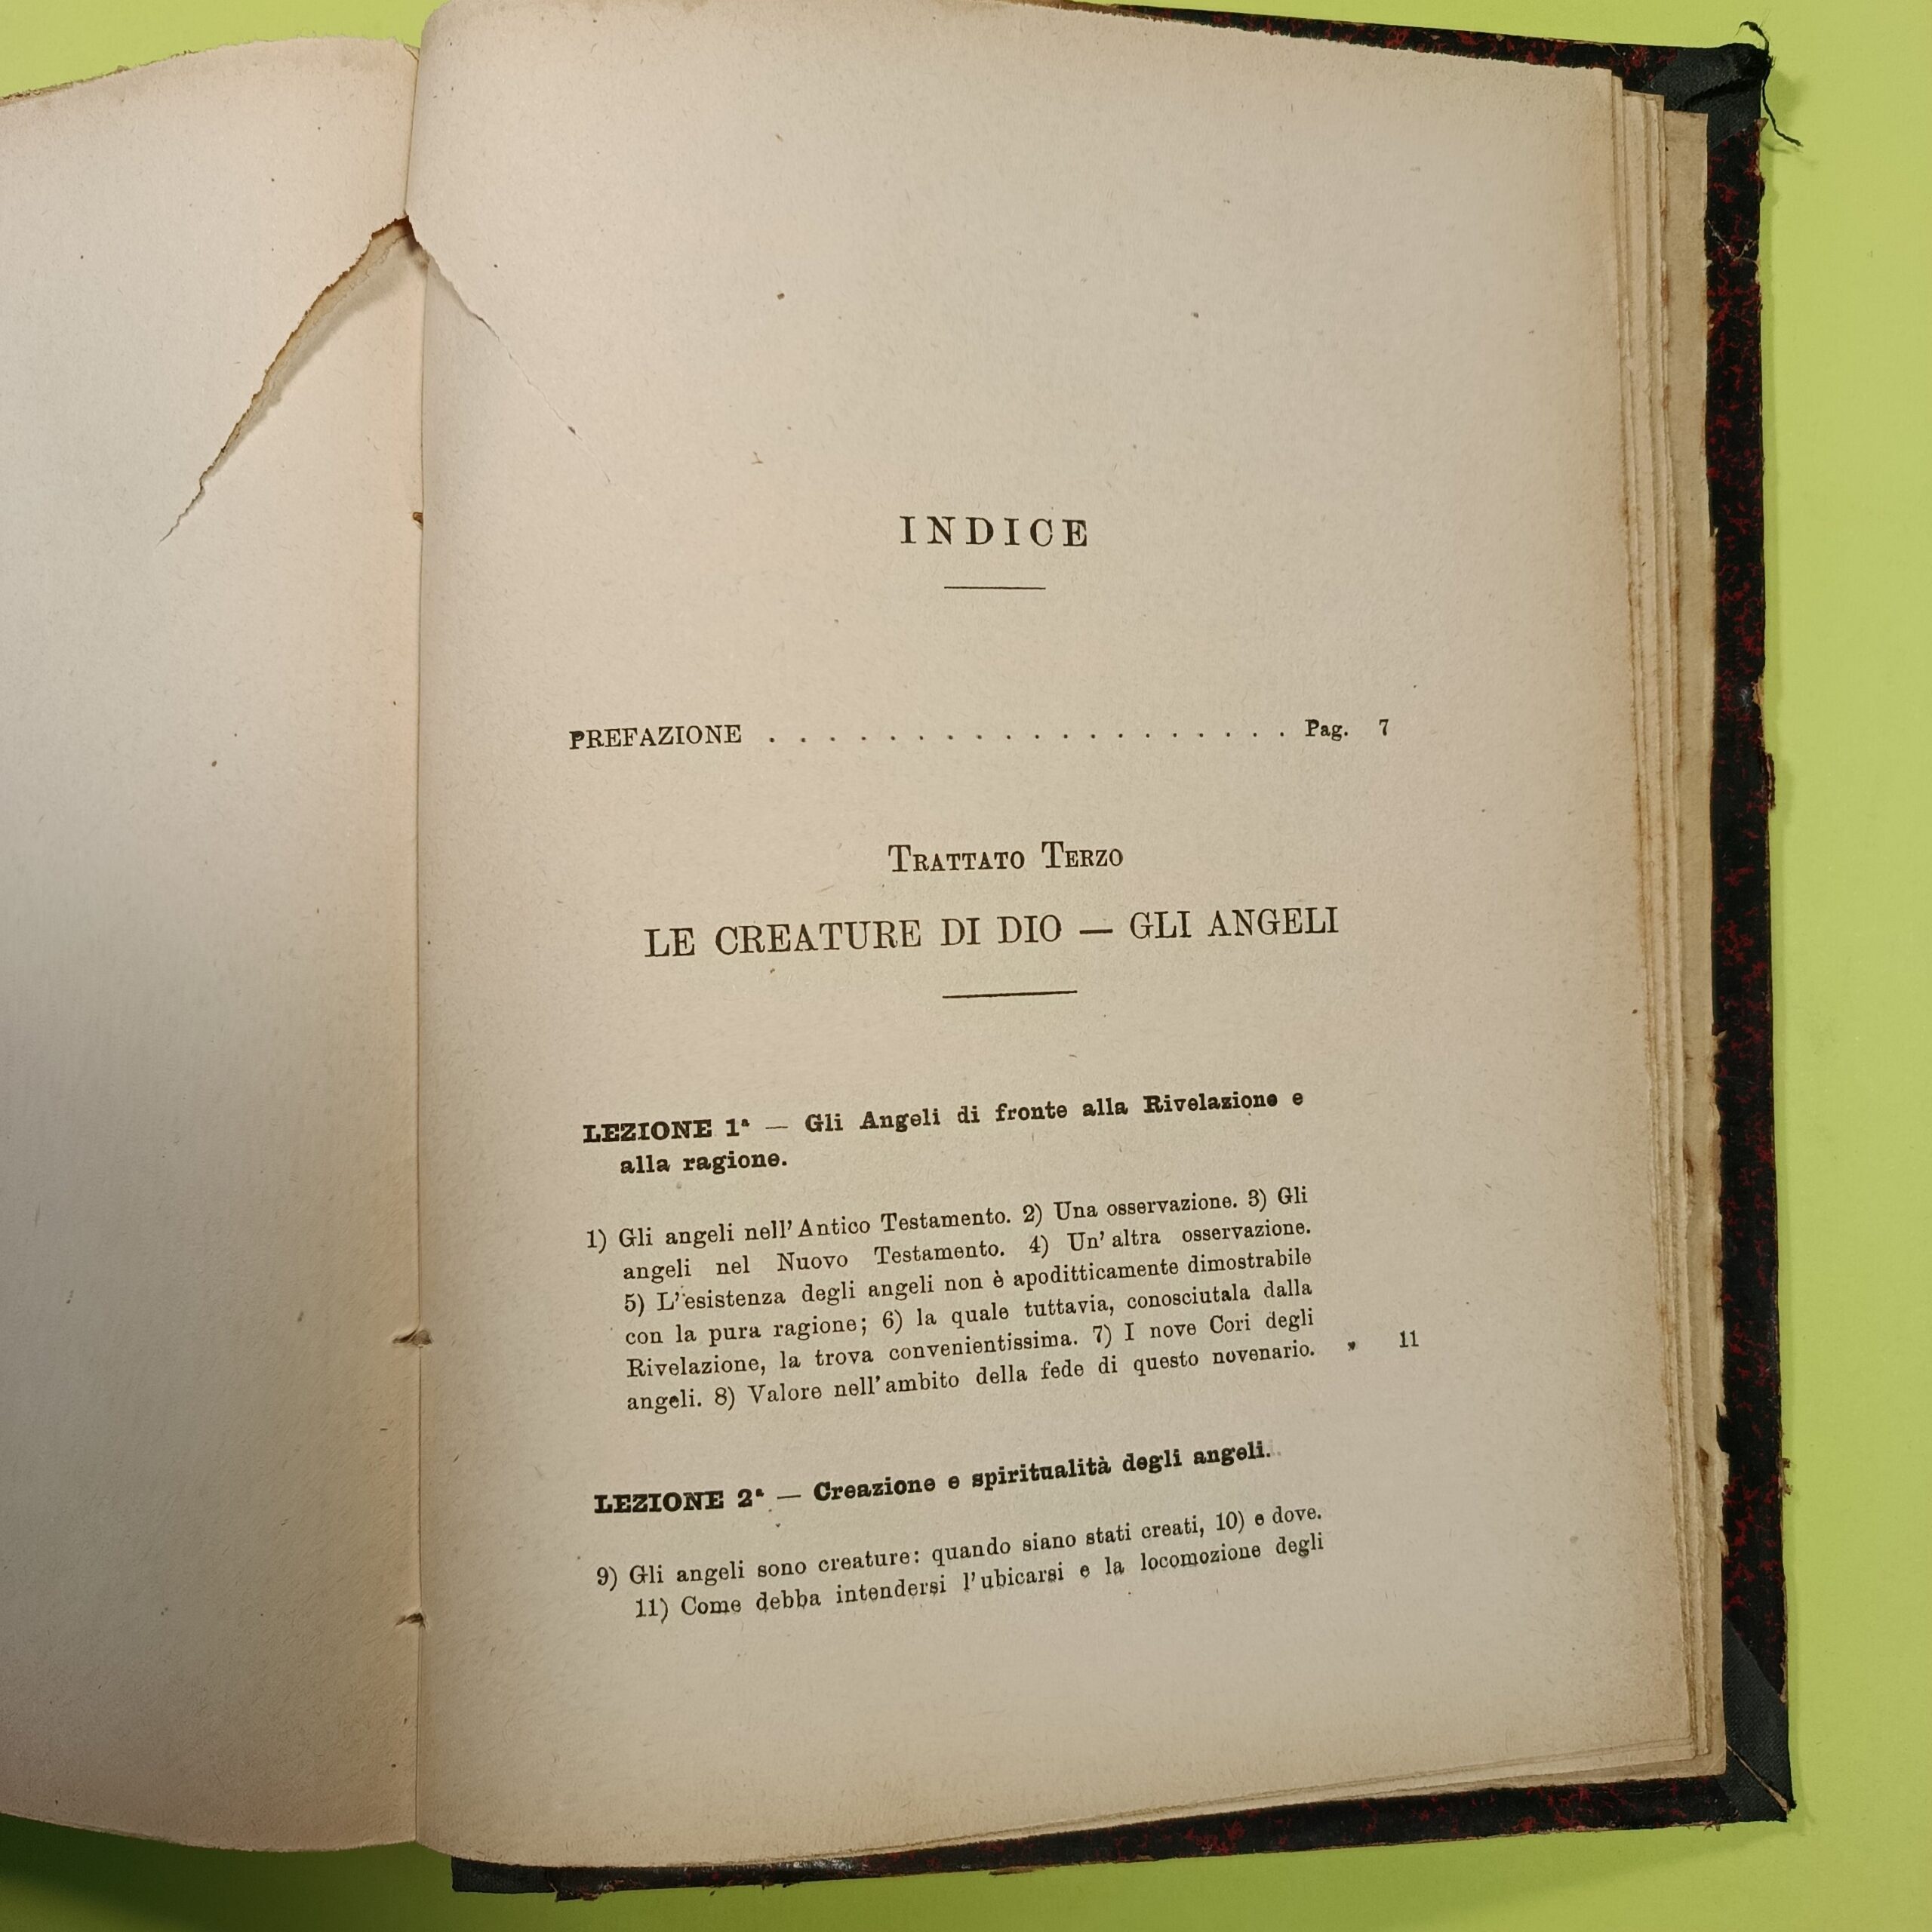 INDICE
PREFAZIONE . . . . . . . . . . . . . . . . . . . Pag. 7
TRATTATO TERZO
LE CREATURE DI DIO — GLI ANGELI
LEZIONE 1ª — Gli Angeli di fronte alla Rivelazione e
alla ragione.
1) Gli angeli nell'Antico Testamento. 2) Una osservazione. 3) Gli
angeli nel Nuovo Testamento. 4) Un'altra osservazione.
5) L'esistenza degli angeli non è apoditticamente dimostrabile
con la pura ragione; 6) la quale tuttavia, conosciutala dalla
Rivelazione, la trova convenientissima. 7) I nove Cori degli
angeli. 8) Valore nell'ambito della fede di questo novenario. » 11
LEZIONE 2ª — Creazione e spiritualità degli angeli.
9) Gli angeli sono creature: quando siano stati creati, 10) e dove.
11) Come debba intendersi l'ubicarsi e la locomozione degli